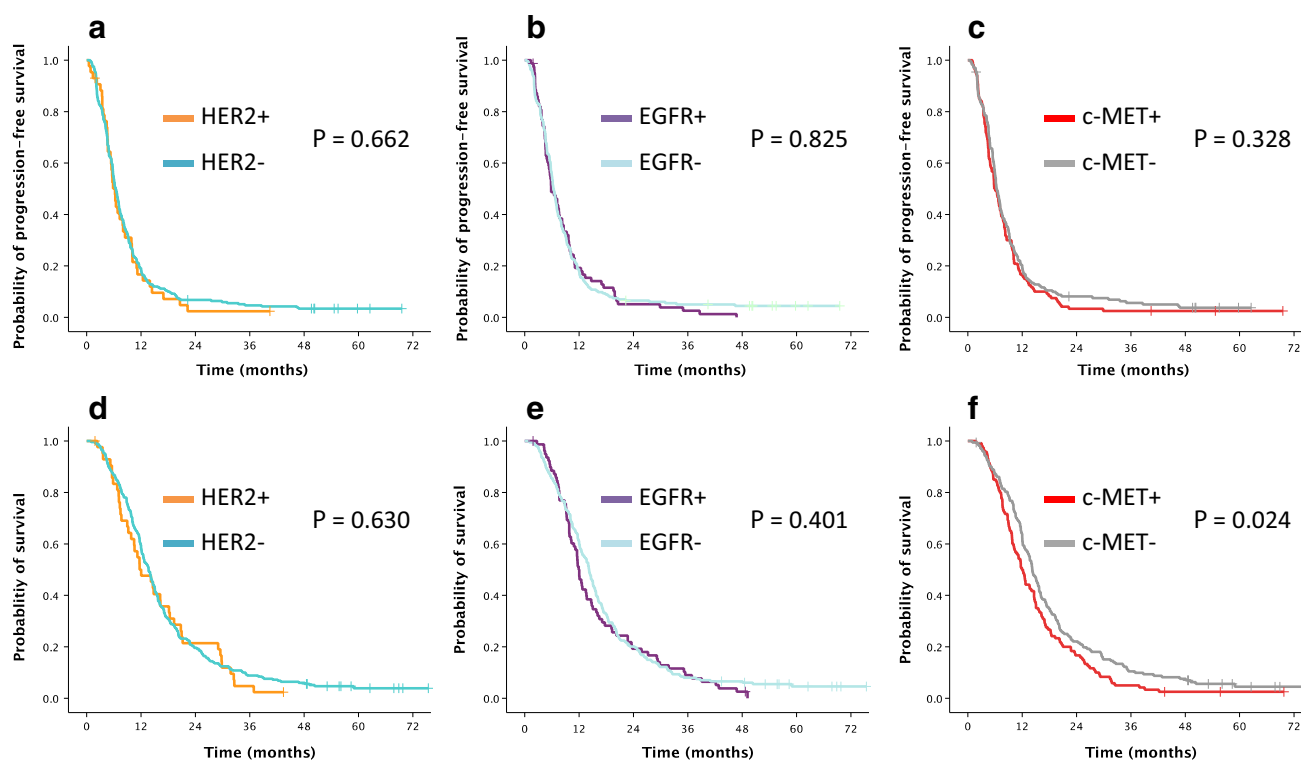 a
Probability of progression-free survival
1.0
0.8
0.6
0.4
0.2
0.0
HER2+
HER2-
P = 0.662
0 12 24 36 48 60 72
Time (months)
b
Probability of progression-free survival
1.0
0.8
0.6
0.4
0.2
0.0
EGFR+
EGFR-
P = 0.825
0 12 24 36 48 60 72
Time (months)
c
Probability of progression-free survival
1.0
0.8
0.6
0.4
0.2
0.0
c-MET+
c-MET-
P = 0.328
0 12 24 36 48 60 72
Time (months)
d
Probablity of survival
1.0
0.8
0.6
0.4
0.2
0.0
HER2+
HER2-
P = 0.630
0 12 24 36 48 60 72
Time (months)
e
Probability of survival
1.0
0.8
0.6
0.4
0.2
0.0
EGFR+
EGFR-
P = 0.401
0 12 24 36 48 60 72
Time (months)
f
Probability of survival
1.0
0.8
0.6
0.4
0.2
0.0
c-MET+
c-MET-
P = 0.024
0 12 24 36 48 60 72
Time (months)